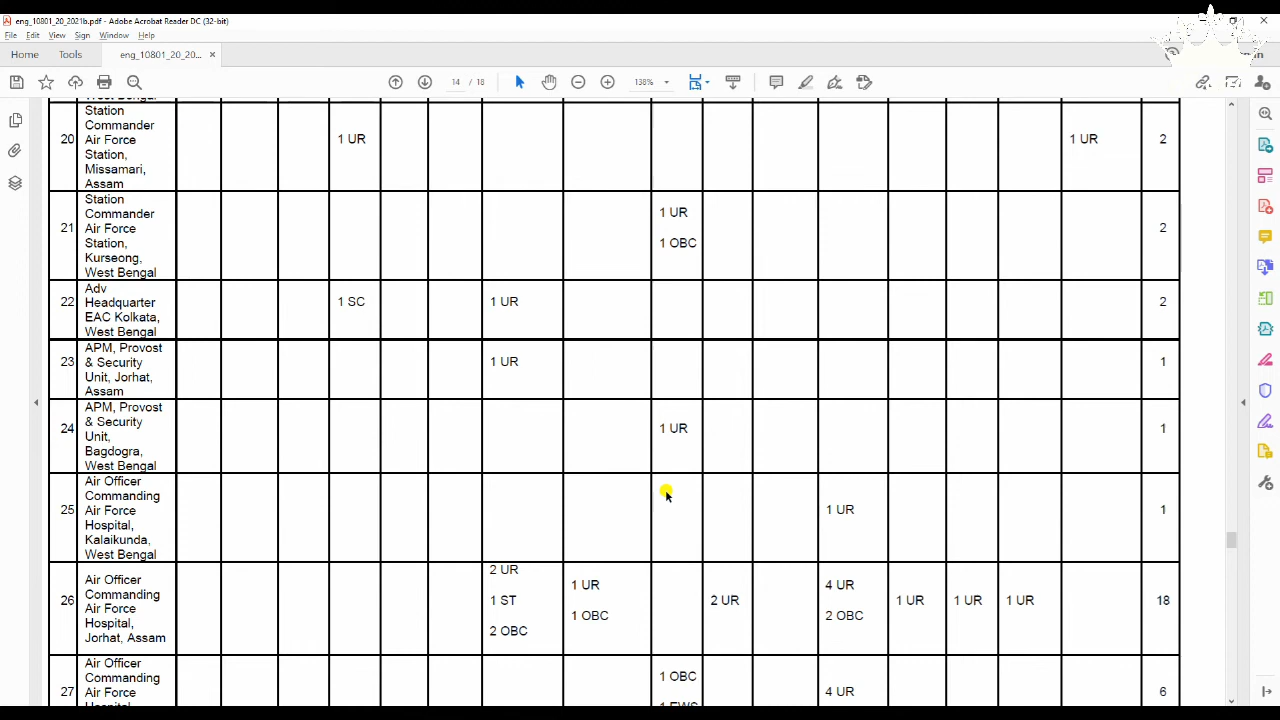 eng_10801_20_2021b.pdf - Adobe Acrobat Reader DC (32-bit)
File Edit View Sign Window Help
Home Tools eng_10801_20_20... ×
14 / 18 138%
West Bengal
20 Station Commander Air Force Station, Missamari, Assam 1 UR 1 UR 2
21 Station Commander Air Force Station, Kurseong, West Bengal 1 UR 1 OBC 2
22 Adv Headquarter EAC Kolkata, West Bengal 1 SC 1 UR 2
23 APM, Provost & Security Unit, Jorhat, Assam 1 UR 1
24 APM, Provost & Security Unit, Bagdogra, West Bengal 1 UR 1
25 Air Officer Commanding Air Force Hospital, Kalaikunda, West Bengal 1 UR 1
26 Air Officer Commanding Air Force Hospital, Jorhat, Assam 2 UR 1 ST 2 OBC 1 UR 1 OBC 2 UR 4 UR 2 OBC 1 UR 1 UR 1 UR 18
27 Air Officer Commanding Air Force Hospital 1 OBC 1 EWS 4 UR 6